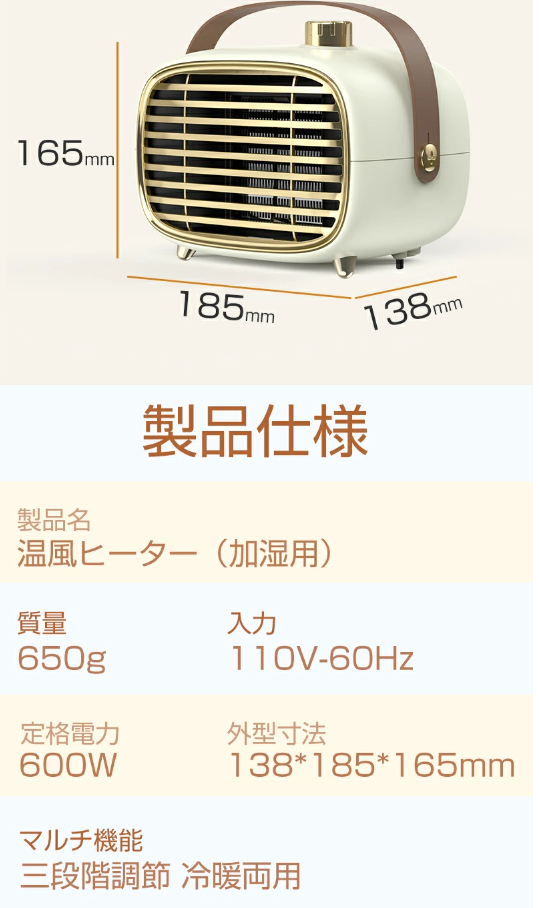 165mm
185mm
138mm
製品仕様
製品名
温風ヒーター（加湿用）
質量
入力
650g
110V-60Hz
定格電力
外型寸法
600W
138*185*165mm
マルチ機能
三段階調節 冷暖両用